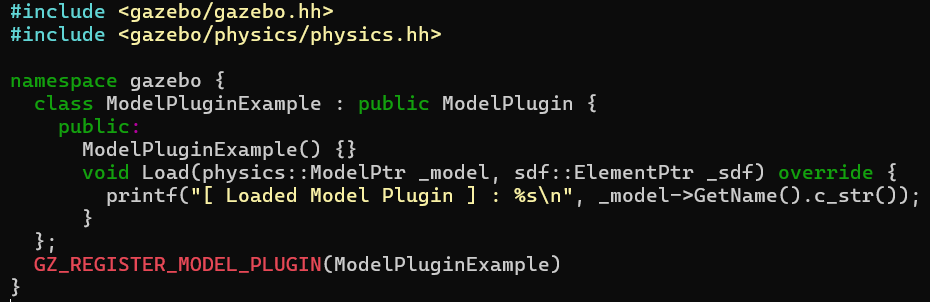 #include <gazebo/gazebo.hh>
#include <gazebo/physics/physics.hh>

namespace gazebo {
  class ModelPluginExample : public ModelPlugin {
    public:
      ModelPluginExample() {}
      void Load(physics::ModelPtr _model, sdf::ElementPtr _sdf) override {
        printf("[ Loaded Model Plugin ] : %s\n", _model->GetName().c_str());
      }
  };
  GZ_REGISTER_MODEL_PLUGIN(ModelPluginExample)
}